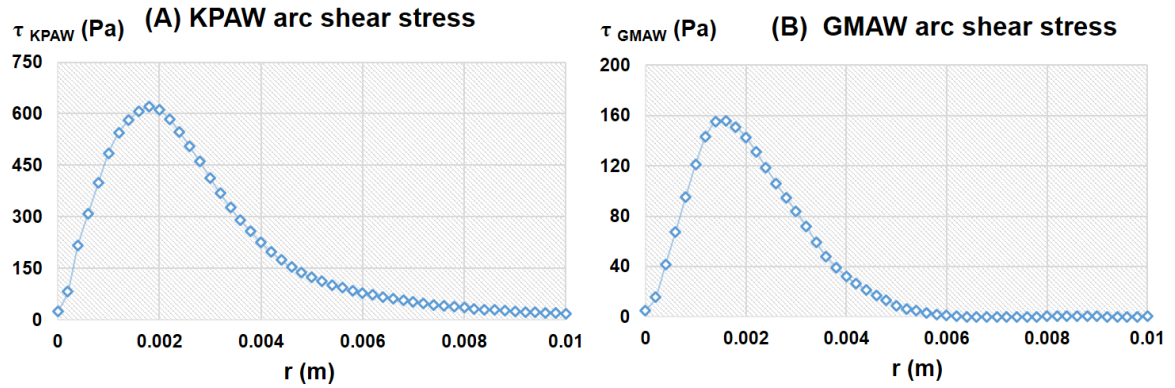 (A) KPAW arc shear stress
τ KPAW (Pa)
750
600
450
300
150
0
0 0.002 0.004 0.006 0.008 0.01
r (m)
(B) GMAW arc shear stress
τ GMAW (Pa)
200
160
120
80
40
0
0 0.002 0.004 0.006 0.008 0.01
r (m)